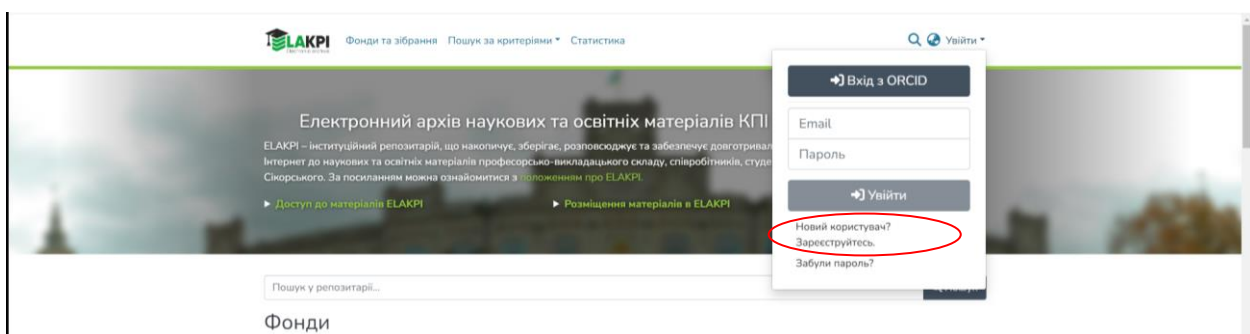 ELAKPI
Фонди та зібрання Пошук за критеріями Статистика Увійти
Вхід з ORCID
Електронний архів наукових та освітніх матеріалів КПІ
Email
ELAKPI – інституційний репозитарій, що накопичує, зберігає, розповсюджує та забезпечує довготривал
Інтернет до наукових та освітніх матеріалів професорсько-викладацького складу, співробітників, студе
Пароль
Сікорського. За посиланням можна ознайомитися з положенням про ELAKPI.
Увійти
Доступ до матеріалів ELAKPI Розміщення матеріалів в ELAKPI
Новий користувач?
Зареєструйтесь.
Забули пароль?
Пошук у репозитарії...
Фонди